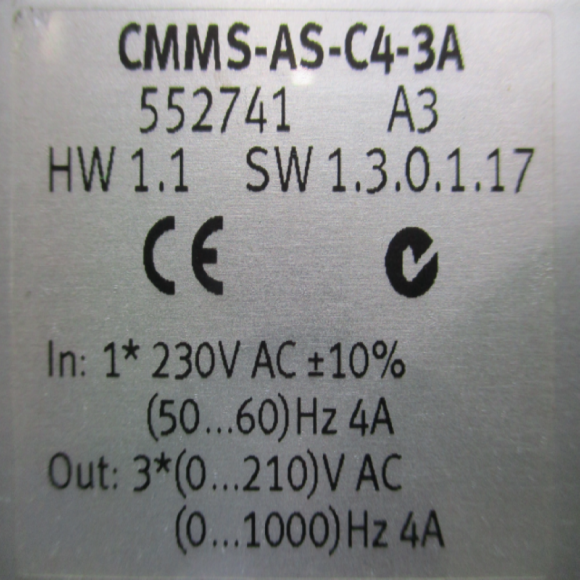 CMMS-AS-C4-3A
552741 A3
HW 1.1 SW 1.3.0.1.17
CE
In: 1* 230V AC ±10%
(50...60)Hz 4A
Out: 3*(0...210)V AC
(0...1000)Hz 4A